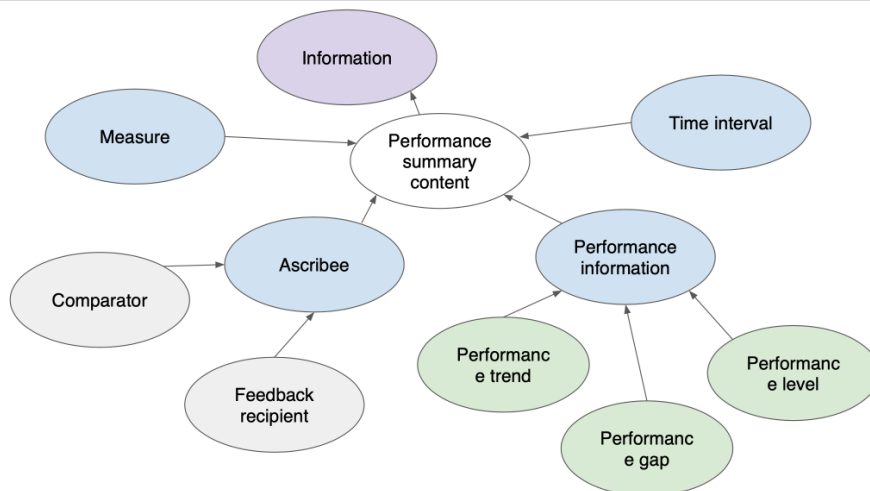 Information
Measure
Performance
summary
content
Time interval
Ascribee
Performance
information
Comparator
Feedback
recipient
Performanc
e trend
Performanc
e gap
Performanc
e level